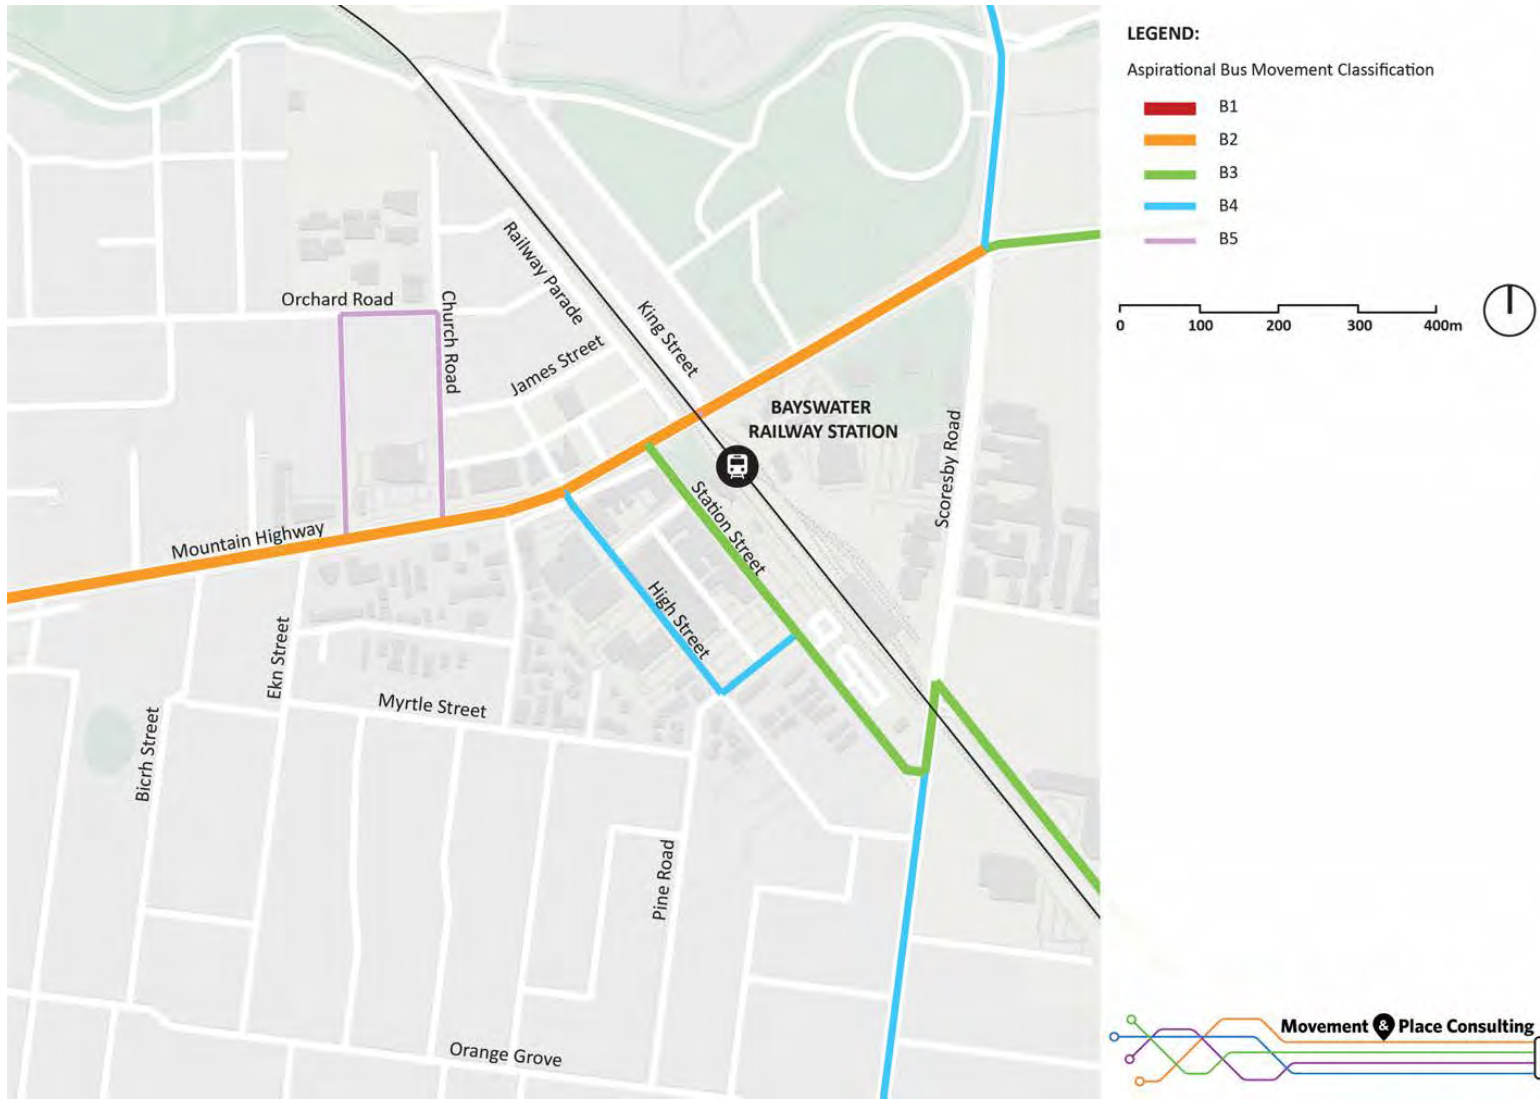 LEGEND:
Aspirational Bus Movement Classification
B1
B2
B3
B4
B5
0 100 200 300 400m
Railway Parade
King Street
Orchard Road
Church Road
James Street
BAYSWATER
RAILWAY STATION
Scoresby Road
Station Street
Mountain Highway
High Street
Ekn Street
Myrtle Street
Bicrh Street
Pine Road
Orange Grove
Movement & Place Consulting